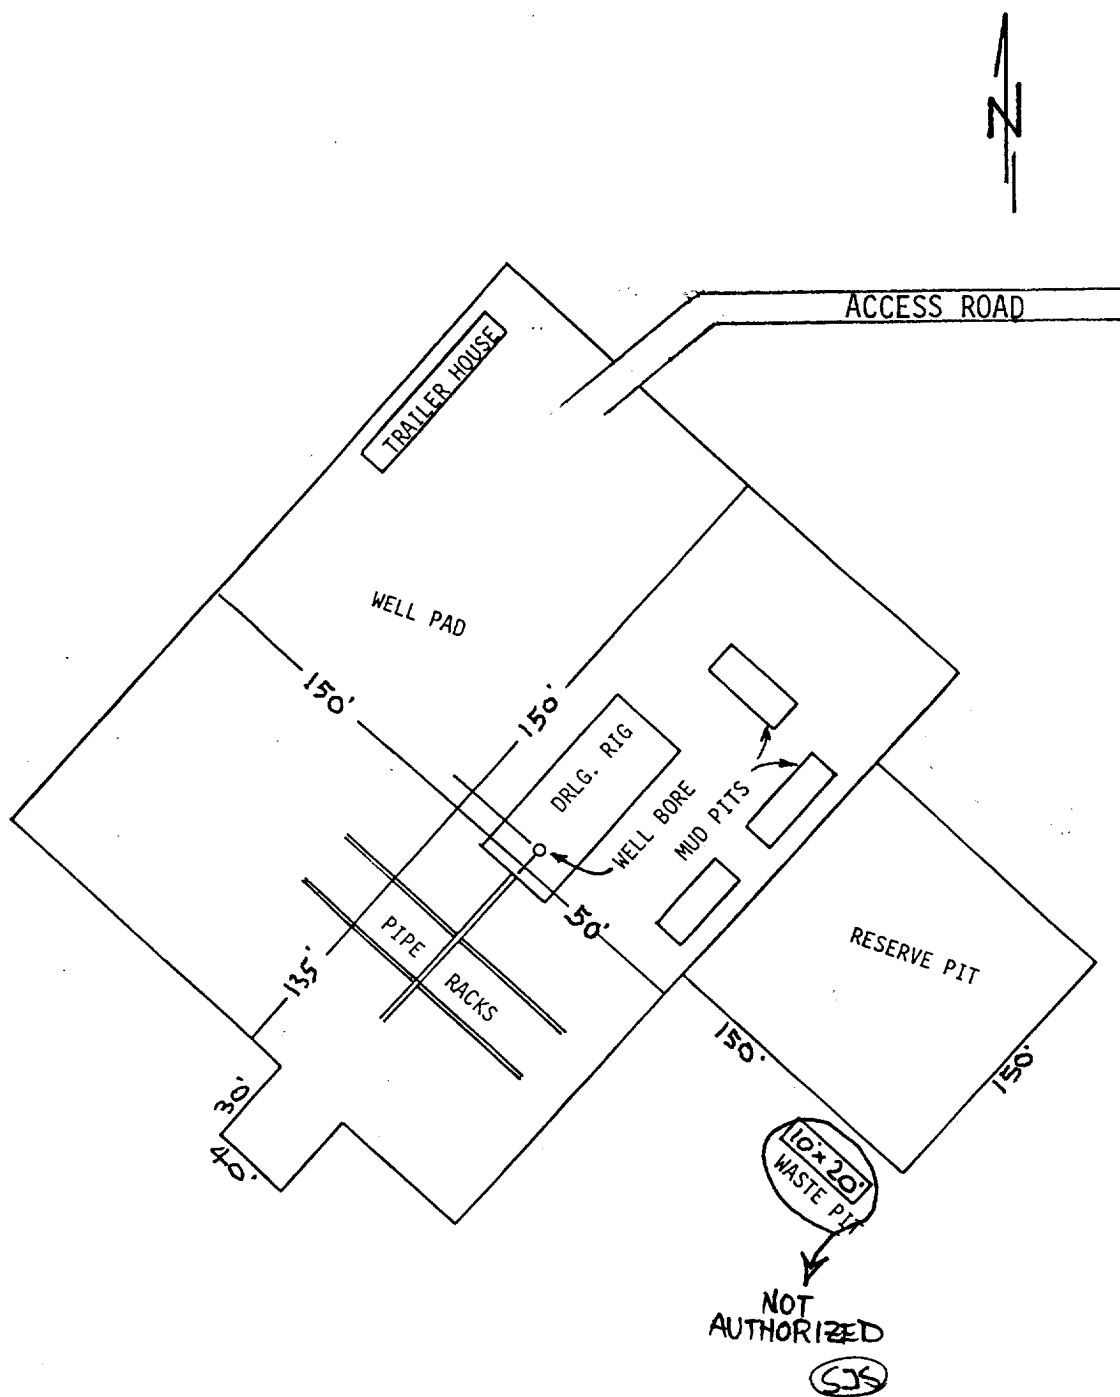 N
ACCESS ROAD
TRAILER HOUSE
WELL PAD
150'
150'
DRLG. RIG
WELL BORE
MUD PITS
50'
PIPE
RACKS
135'
RESERVE PIT
150'
150'
30'
40'
10' x 20'
WASTE PIT
NOT
AUTHORIZED
SJS